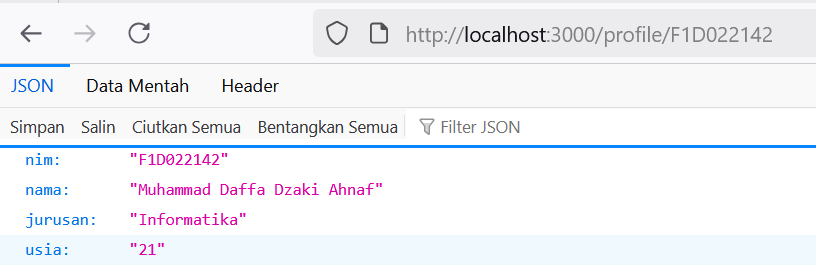 http://localhost:3000/profile/F1D022142
JSON Data Mentah Header
Simpan Salin Ciutkan Semua Bentangkan Semua Filter JSON
nim: "F1D022142"
nama: "Muhammad Daffa Dzaki Ahnaf"
jurusan: "Informatika"
usia: "21"